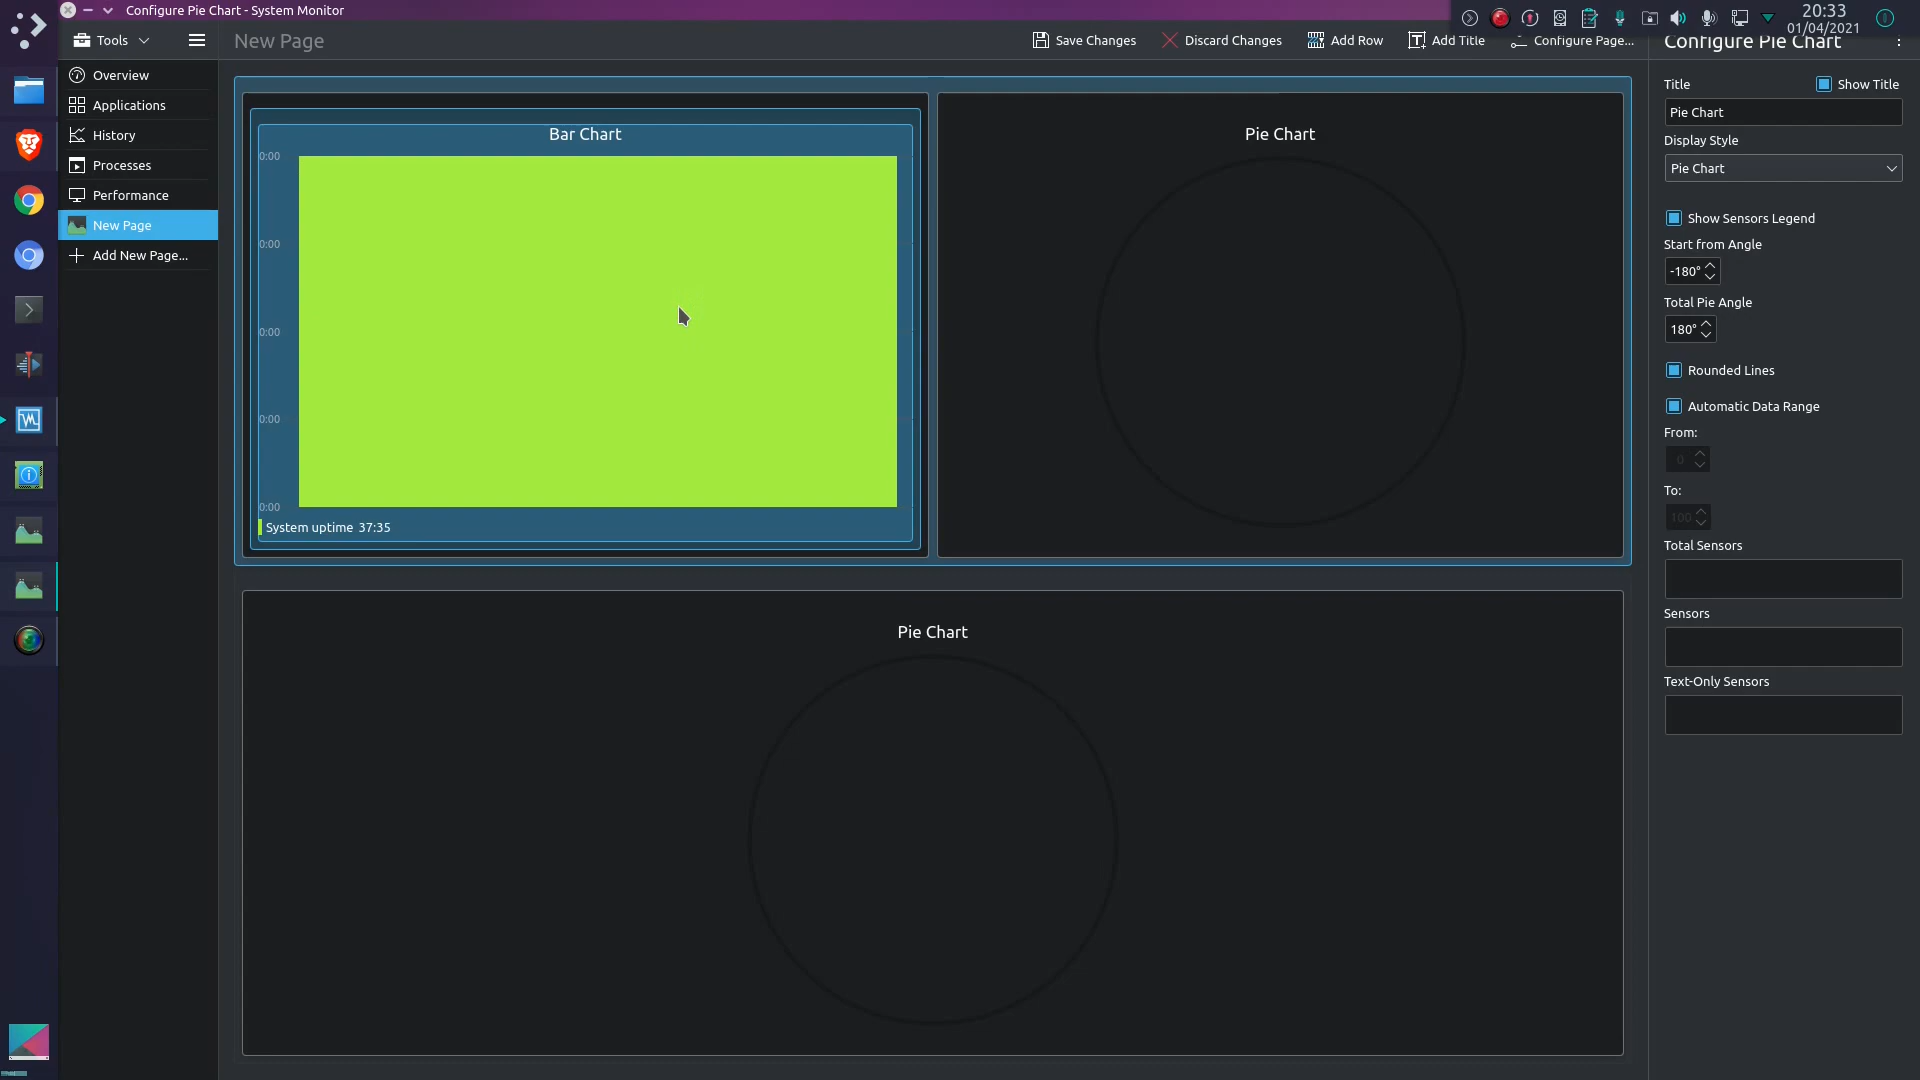 Configure Pie Chart - System Monitor
20:33
01/04/2021
Tools
New Page
Save Changes
Discard Changes
Add Row
Add Title
Configure Page...
Configure Pie Chart
Overview
Applications
History
Processes
Performance
New Page
Add New Page...
Bar Chart
0:00
0:00
0:00
0:00
0:00
System uptime 37:35
Pie Chart
Pie Chart
Title
Show Title
Pie Chart
Display Style
Pie Chart
Show Sensors Legend
Start from Angle
-180°
Total Pie Angle
180°
Rounded Lines
Automatic Data Range
From:
0
To:
100
Total Sensors
Sensors
Text-Only Sensors